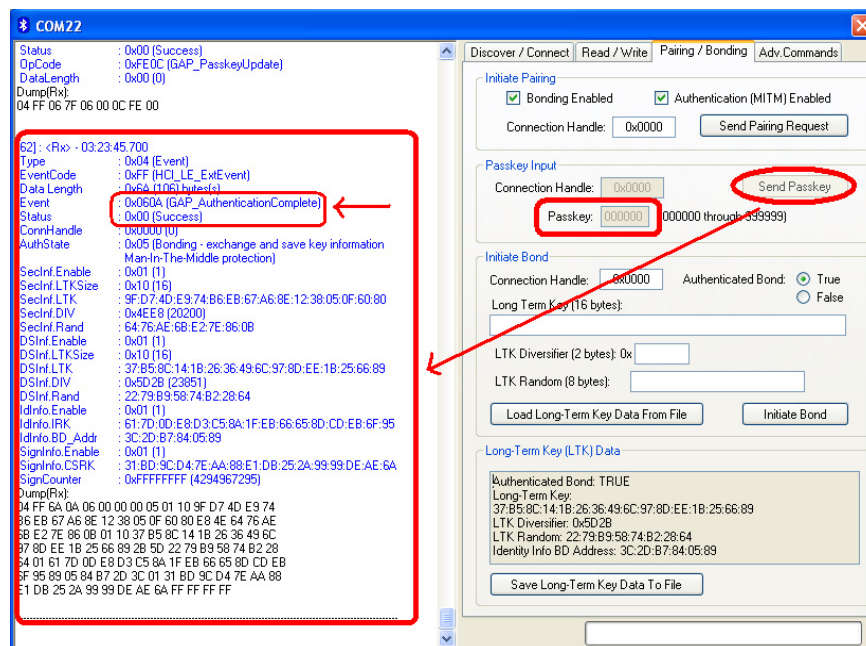 COM22
Status : 0x00 (Success)
OpCode : 0xFE0C (GAP_PasskeyUpdate)
DataLength : 0x00 (0)
Dump(Rx):
04 FF 06 7F 06 00 0C FE 00
62] : <Rx> - 03:23:45.700
Type : 0x04 (Event)
EventCode : 0xFF (HCI_LE_ExtEvent)
Data Length : 0x6A (106) bytes(s)
Event : 0x060A (GAP_AuthenticationComplete)
Status : 0x00 (Success)
ConnHandle : 0x0000 (0)
AuthState : 0x05 (Bonding - exchange and save key information
Man-In-The-Middle protection)
SecInf.Enable : 0x01 (1)
SecInf.LTKSize : 0x10 (16)
SecInf.LTK : 9F:D7:4D:E9:74:B6:EB:67:A6:8E:12:38:05:0F:60:80
SecInf.DIV : 0x4EE8 (20200)
SecInf.Rand : 64:76:AE:6B:E2:7E:86:0B
DSInf.Enable : 0x01 (1)
DSInf.LTKSize : 0x10 (16)
DSInf.LTK : 37:B5:8C:14:1B:26:36:49:6C:97:8D:EE:1B:25:66:89
DSInf.DIV : 0x5D2B (23851)
DSInf.Rand : 22:79:B9:58:74:B2:28:64
IdInfo.Enable : 0x01 (1)
IdInfo.IRK : 61:7D:0D:E8:D3:C5:8A:1F:EB:66:65:8D:CD:EB:6F:95
IdInfo.BD_Addr : 3C:2D:B7:84:05:89
SignInfo.Enable : 0x01 (1)
SignInfo.CSRK : 31:BD:9C:D4:7E:AA:88:E1:DB:25:2A:99:99:DE:AE:6A
SignCounter : 0xFFFFFFFF (4294967295)
Dump(Rx):
04 FF 6A 0A 06 00 00 00 05 01 10 9F D7 4D E9 74
B6 EB 67 A6 8E 12 38 05 0F 60 80 E8 4E 64 76 AE
6B E2 7E 86 0B 01 10 37 B5 8C 14 1B 26 36 49 6C
97 8D EE 1B 25 66 89 2B 5D 22 79 B9 58 74 B2 28
64 01 61 7D 0D E8 D3 C5 8A 1F EB 66 65 8D CD EB
6F 95 89 05 84 B7 2D 3C 01 31 BD 9C D4 7E AA 88
E1 DB 25 2A 99 99 DE AE 6A FF FF FF FF
Discover / Connect Read / Write Pairing / Bonding Adv.Commands
Initiate Pairing
Bonding Enabled Authentication (MITM) Enabled
Connection Handle: 0x0000 Send Pairing Request
Passkey Input
Connection Handle: 0x0000 Send Passkey
Passkey: 000000 000000 through 999999)
Initiate Bond
Connection Handle: 0x0000 Authenticated Bond: True
False
Long Term Key (16 bytes):
LTK Diversifier (2 bytes): 0x
LTK Random (8 bytes):
Load Long-Term Key Data From File Initiate Bond
Long-Term Key (LTK) Data
Authenticated Bond: TRUE
Long-Term Key:
37:B5:8C:14:1B:26:36:49:6C:97:8D:EE:1B:25:66:89
LTK Diversifier: 0x5D2B
LTK Random: 22:79:B9:58:74:B2:28:64
Identity Info BD Address: 3C:2D:B7:84:05:89
Save Long-Term Key Data To File